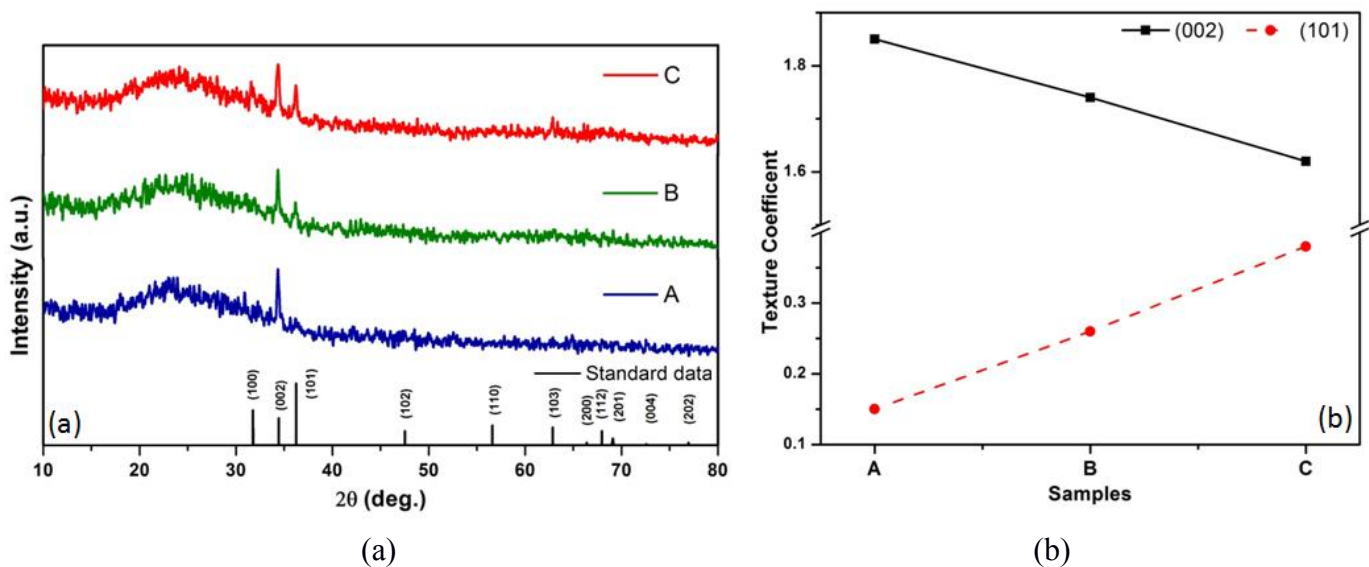 C
B
A
Standard data
(100)
(002)
(101)
(102)
(110)
(103)
(200)
(112)
(201)
(004)
(202)
(a)
10 20 30 40 50 60 70 80
2θ (deg.)
Intensity (a.u.)
(002) (101)
1.8
1.6
0.3
0.2
0.1
Texture Coefficent
(b)
A B C
Samples
(a) (b)